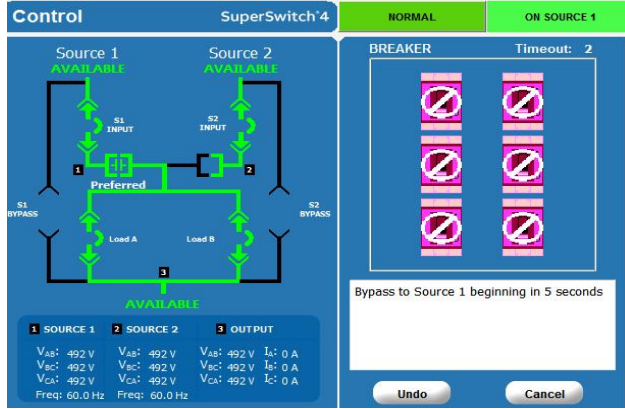 Control SuperSwitch®4 NORMAL ON SOURCE 1
BREAKER Timeout: 2
Source 1 Source 2
AVAILABLE AVAILABLE
S1 INPUT
S2 INPUT
1 2
Preferred
S1 BYPASS
S2 BYPASS
Load A Load B
3
AVAILABLE
Bypass to Source 1 beginning in 5 seconds
1 SOURCE 1 2 SOURCE 2 3 OUTPUT
VAB: 492 V VAB: 492 V VAB: 492 V IA: 0 A
VBC: 492 V VBC: 492 V VBC: 492 V IB: 0 A
VCA: 492 V VCA: 492 V VCA: 492 V IC: 0 A
Freq: 60.0 Hz Freq: 60.0 Hz
Undo Cancel